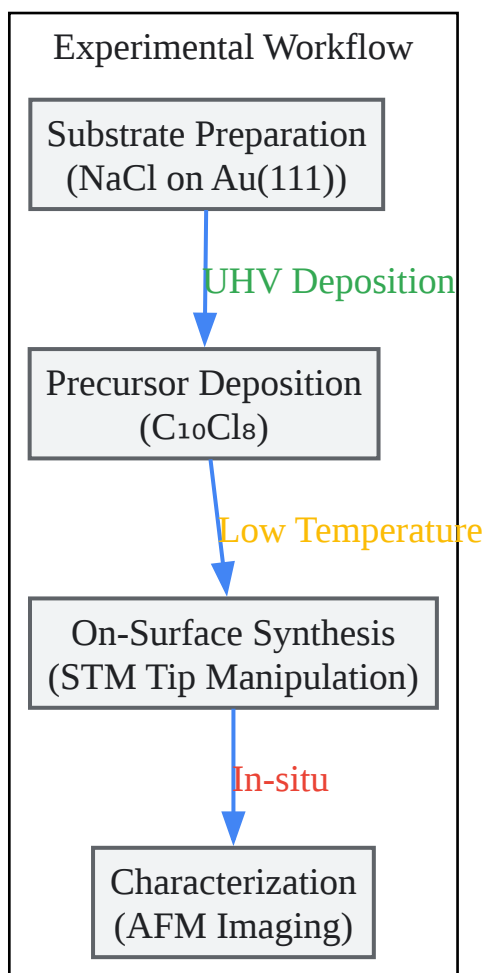 Experimental Workflow
Substrate Preparation
(NaCl on Au(111))
UHV Deposition
Precursor Deposition
(C₁₀Cl₈)
Low Temperature
On-Surface Synthesis
(STM Tip Manipulation)
In-situ
Characterization
(AFM Imaging)